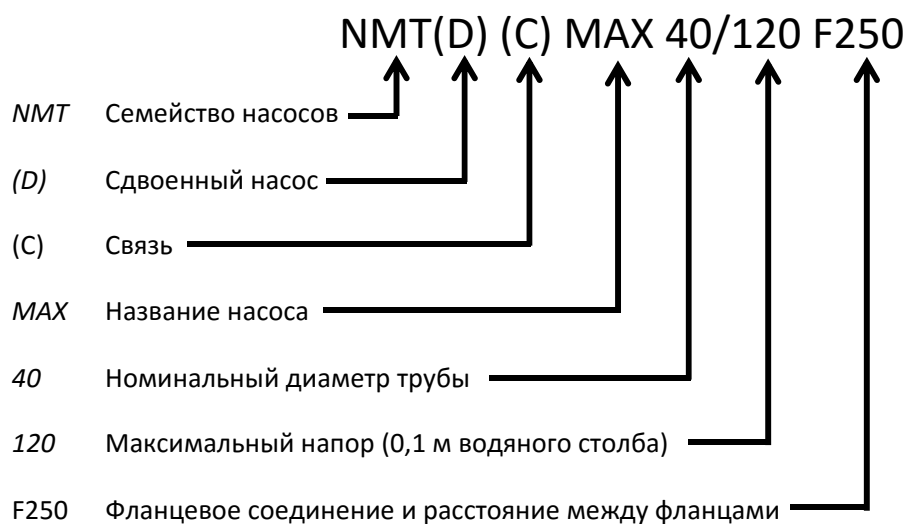 NMT(D) (C) MAX 40/120 F250
NMT Семейство насосов
(D) Сдвоенный насос
(C) Связь
MAX Название насоса
40 Номинальный диаметр трубы
120 Максимальный напор (0,1 м водяного столба)
F250 Фланцевое соединение и расстояние между фланцами